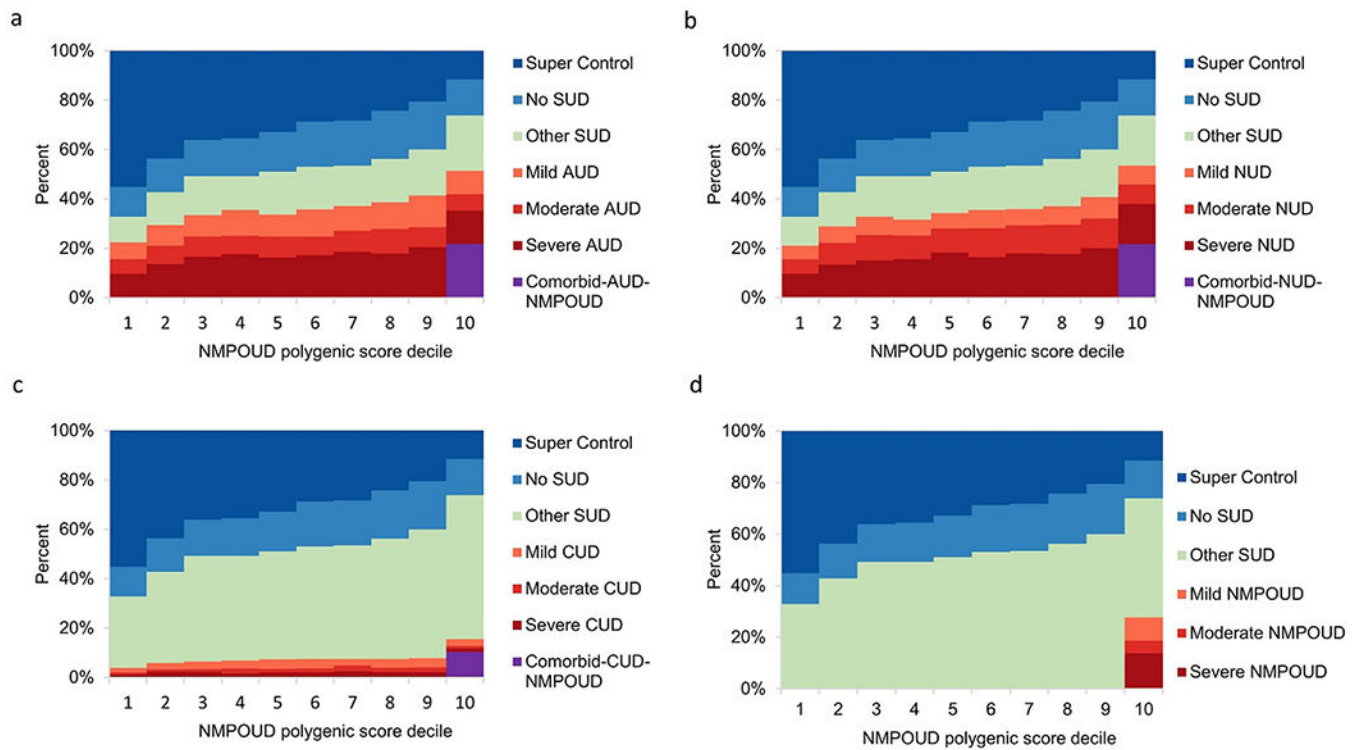 a
100%
80%
60%
40%
20%
0%
Percent
1 2 3 4 5 6 7 8 9 10
NMPOUD polygenic score decile
Super Control
No SUD
Other SUD
Mild AUD
Moderate AUD
Severe AUD
Comorbid-AUD-
NMPOUD
b
100%
80%
60%
40%
20%
0%
Percent
1 2 3 4 5 6 7 8 9 10
NMPOUD polygenic score decile
Super Control
No SUD
Other SUD
Mild NUD
Moderate NUD
Severe NUD
Comorbid-NUD-
NMPOUD
c
100%
80%
60%
40%
20%
0%
Percent
1 2 3 4 5 6 7 8 9 10
NMPOUD polygenic score decile
Super Control
No SUD
Other SUD
Mild CUD
Moderate CUD
Severe CUD
Comorbid-CUD-
NMPOUD
d
100%
80%
60%
40%
20%
0%
Percent
1 2 3 4 5 6 7 8 9 10
NMPOUD polygenic score decile
Super Control
No SUD
Other SUD
Mild NMPOUD
Moderate NMPOUD
Severe NMPOUD